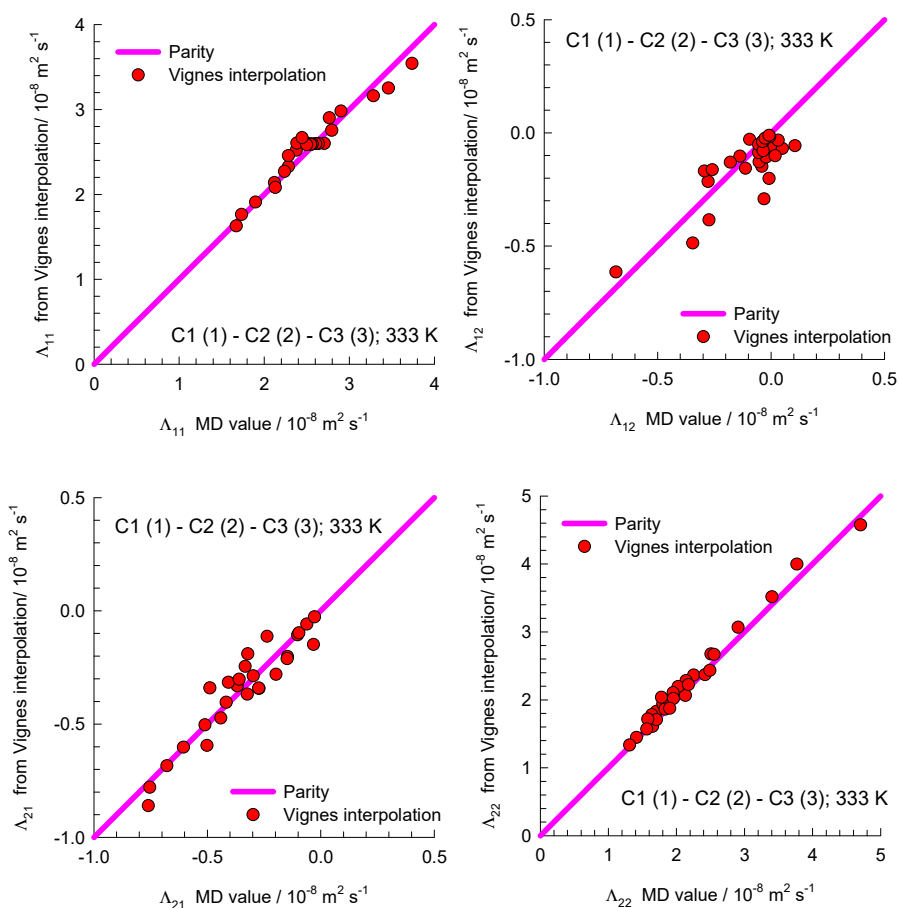 4
3
2
1
0
0
1
2
3
4
Λ11 from Vignes interpolation/ 10-8 m2 s-1
Parity
Vignes interpolation
C1 (1) - C2 (2) - C3 (3); 333 K
Λ11 MD value / 10-8 m2 s-1
0.5
0.0
-0.5
-1.0
-1.0
-0.5
0.0
0.5
Λ12 from Vignes interpolation/ 10-8 m2 s-1
C1 (1) - C2 (2) - C3 (3); 333 K
Parity
Vignes interpolation
Λ12 MD value / 10-8 m2 s-1
0.5
0.0
-0.5
-1.0
-1.0
-0.5
0.0
0.5
Λ21 from Vignes interpolation/ 10-8 m2 s-1
C1 (1) - C2 (2) - C3 (3); 333 K
Parity
Vignes interpolation
Λ21 MD value / 10-8 m2 s-1
5
4
3
2
1
0
0
1
2
3
4
5
Λ22 from Vignes interpolation/ 10-8 m2 s-1
Parity
Vignes interpolation
C1 (1) - C2 (2) - C3 (3); 333 K
Λ22 MD value / 10-8 m2 s-1